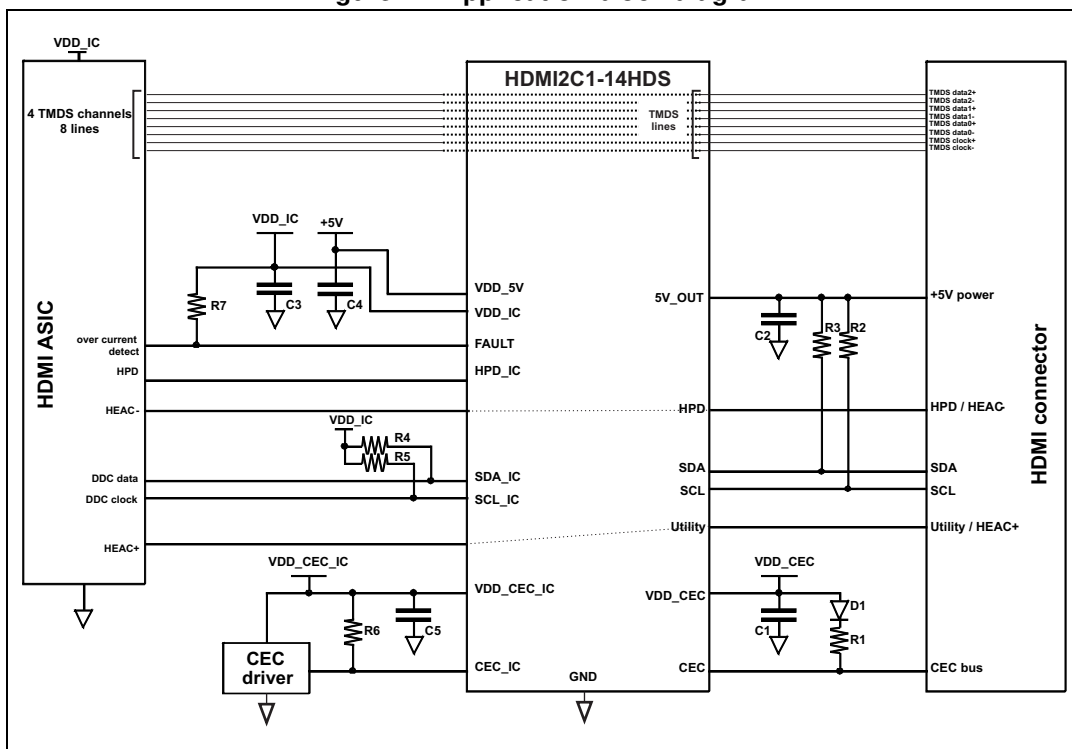 VDD_IC
HDMI ASIC
4 TMDS channels
8 lines
HDMI2C1-14HDS
TMDS
lines
TMDS data2+
TMDS data2-
TMDS data1+
TMDS data1-
TMDS data0+
TMDS data0-
TMDS clock+
TMDS clock-
HDMI connector
VDD_IC
+5V
R7
C3
C4
VDD_5V
VDD_IC
5V_OUT
+5V power
C2
R3
R2
over current
detect
FAULT
HPD
HPD_IC
HEAC-
HPD
HPD / HEAC-
VDD_IC
R4
R5
DDC data
SDA_IC
SDA
SDA
DDC clock
SCL_IC
SCL
SCL
HEAC+
Utility
Utility / HEAC+
VDD_CEC_IC
VDD_CEC_IC
R6
C5
VDD_CEC
VDD_CEC
C1
D1
R1
CEC
driver
CEC_IC
GND
CEC
CEC bus